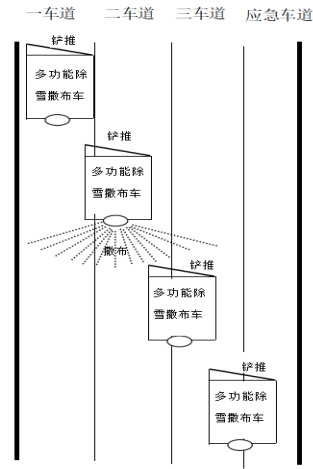 一车道 二车道 三车道 应急车道
铲推
多功能除
雪撒布车
铲推
多功能除
雪撒布车
撒布
铲推
多功能除
雪撒布车
铲推
多功能除
雪撒布车